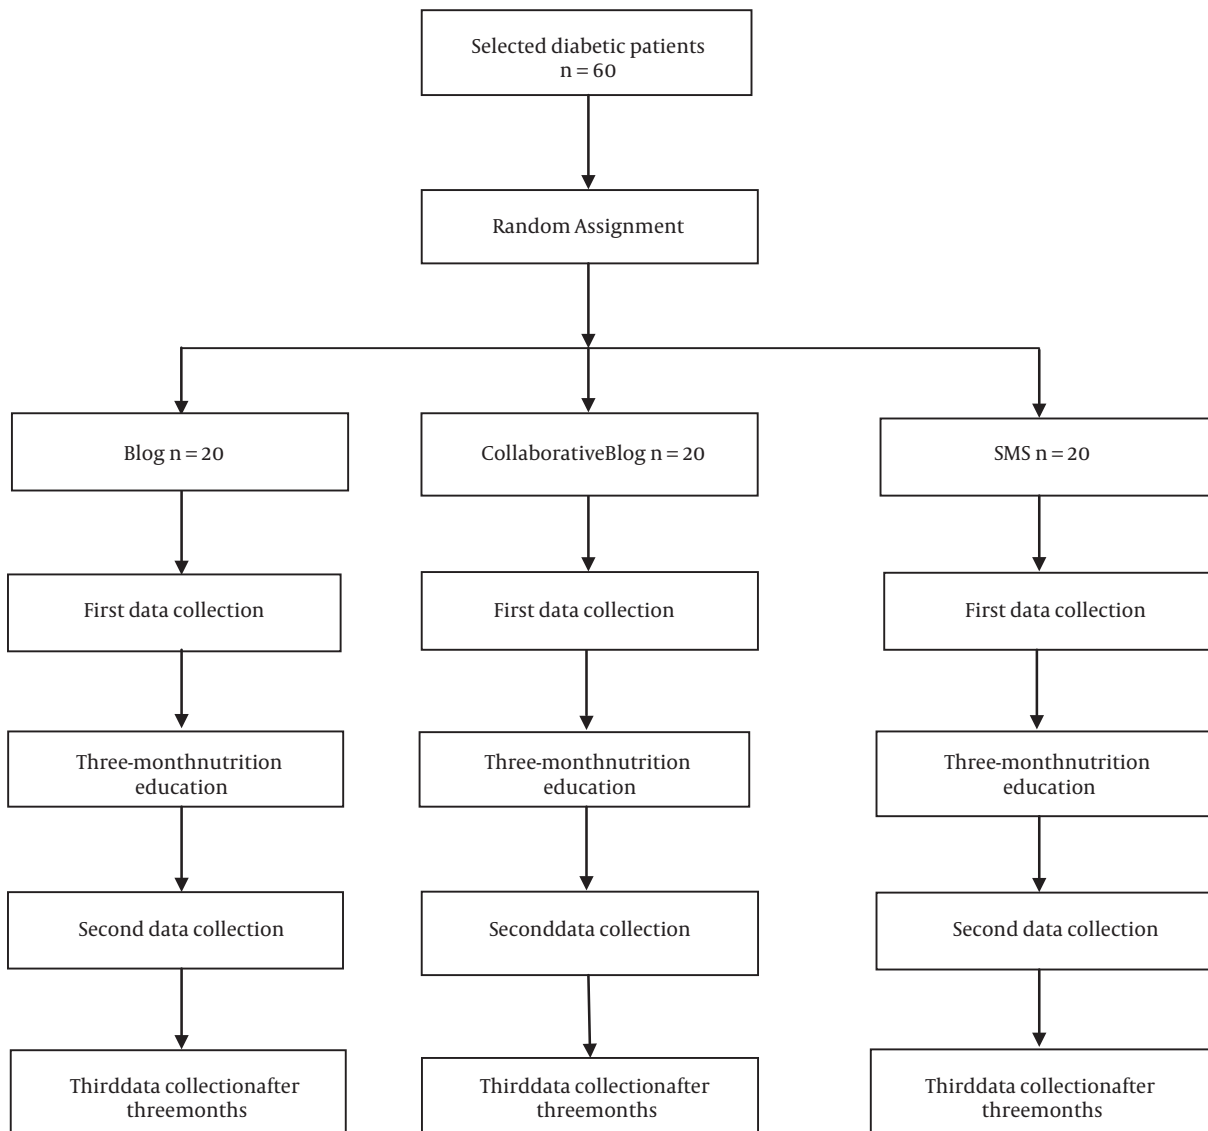 Selected diabetic patients
n = 60
Random Assignment
Blog n = 20
CollaborativeBlog n = 20
SMS n = 20
First data collection
First data collection
First data collection
Three-monthnutrition
education
Three-monthnutrition
education
Three-monthnutrition
education
Second data collection
Seconddata collection
Second data collection
Thirddata collectionafter
threemonths
Thirddata collectionafter
threemonths
Thirddata collectionafter
threemonths